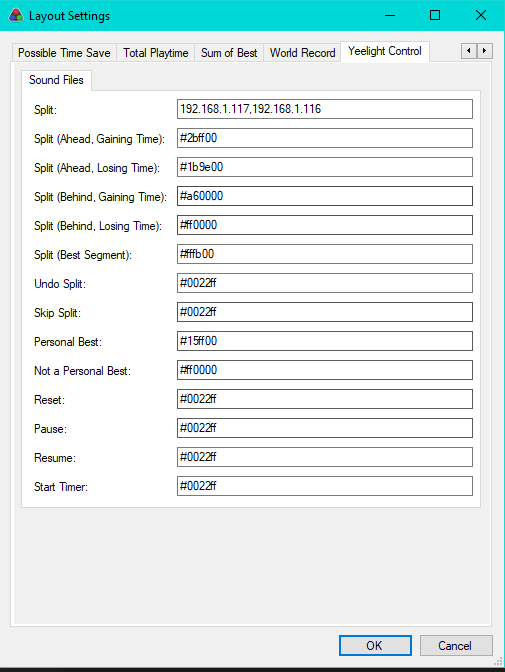 Layout Settings
Possible Time Save Total Playtime Sum of Best World Record Yeelight Control
Sound Files
Split: 192.168.1.117,192.168.1.116
Split (Ahead, Gaining Time): #2bff00
Split (Ahead, Losing Time): #1b9e00
Split (Behind, Gaining Time): #a60000
Split (Behind, Losing Time): #ff0000
Split (Best Segment): #fffb00
Undo Split: #0022ff
Skip Split: #0022ff
Personal Best: #15ff00
Not a Personal Best: #ff0000
Reset: #0022ff
Pause: #0022ff
Resume: #0022ff
Start Timer: #0022ff
OK Cancel